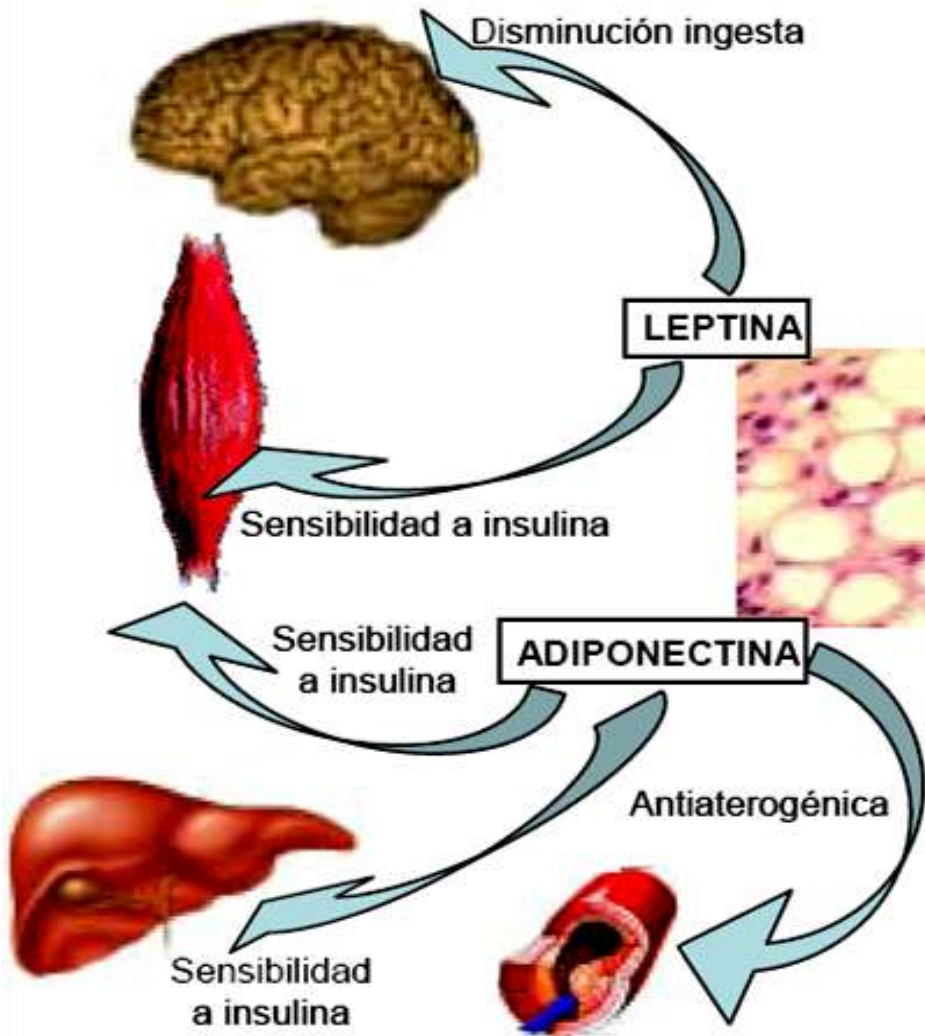 Disminución ingesta
LEPTINA
Sensibilidad a insulina
Sensibilidad
a insulina
ADIPONECTINA
Antiaterogénica
Sensibilidad
a insulina